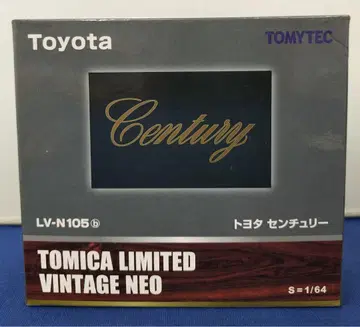 Toyota
TOMYTEC
Century
LV-N105ⓑ
トヨタ センチュリー
TOMICA LIMITED
VINTAGE NEO
S=1/64